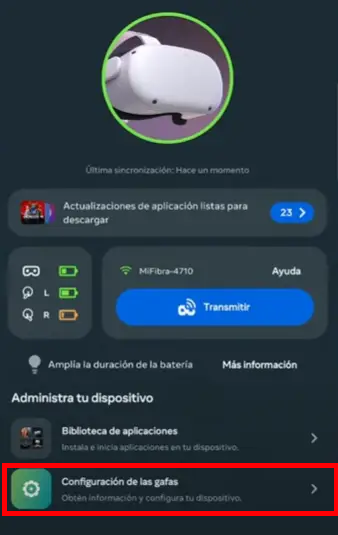 Última sincronización: Hace un momento
Actualizaciones de aplicación listas para
descargar
23
MiFibra-4710
Ayuda
L
R
Transmitir
Amplía la duración de la batería
Más información
Administra tu dispositivo
Biblioteca de aplicaciones
Instala e inicia aplicaciones en tu dispositivo.
Configuración de las gafas
Obtén información y configura tu dispositivo.